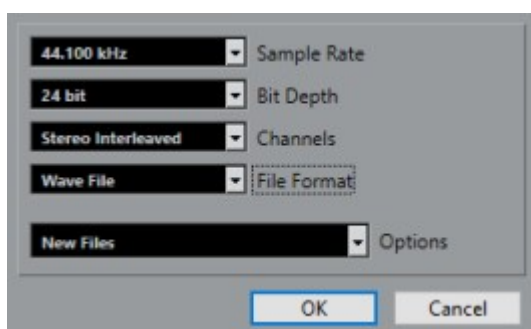 44.100 kHz Sample Rate
24 bit Bit Depth
Stereo Interleaved Channels
Wave File File Format
New Files Options
OK Cancel